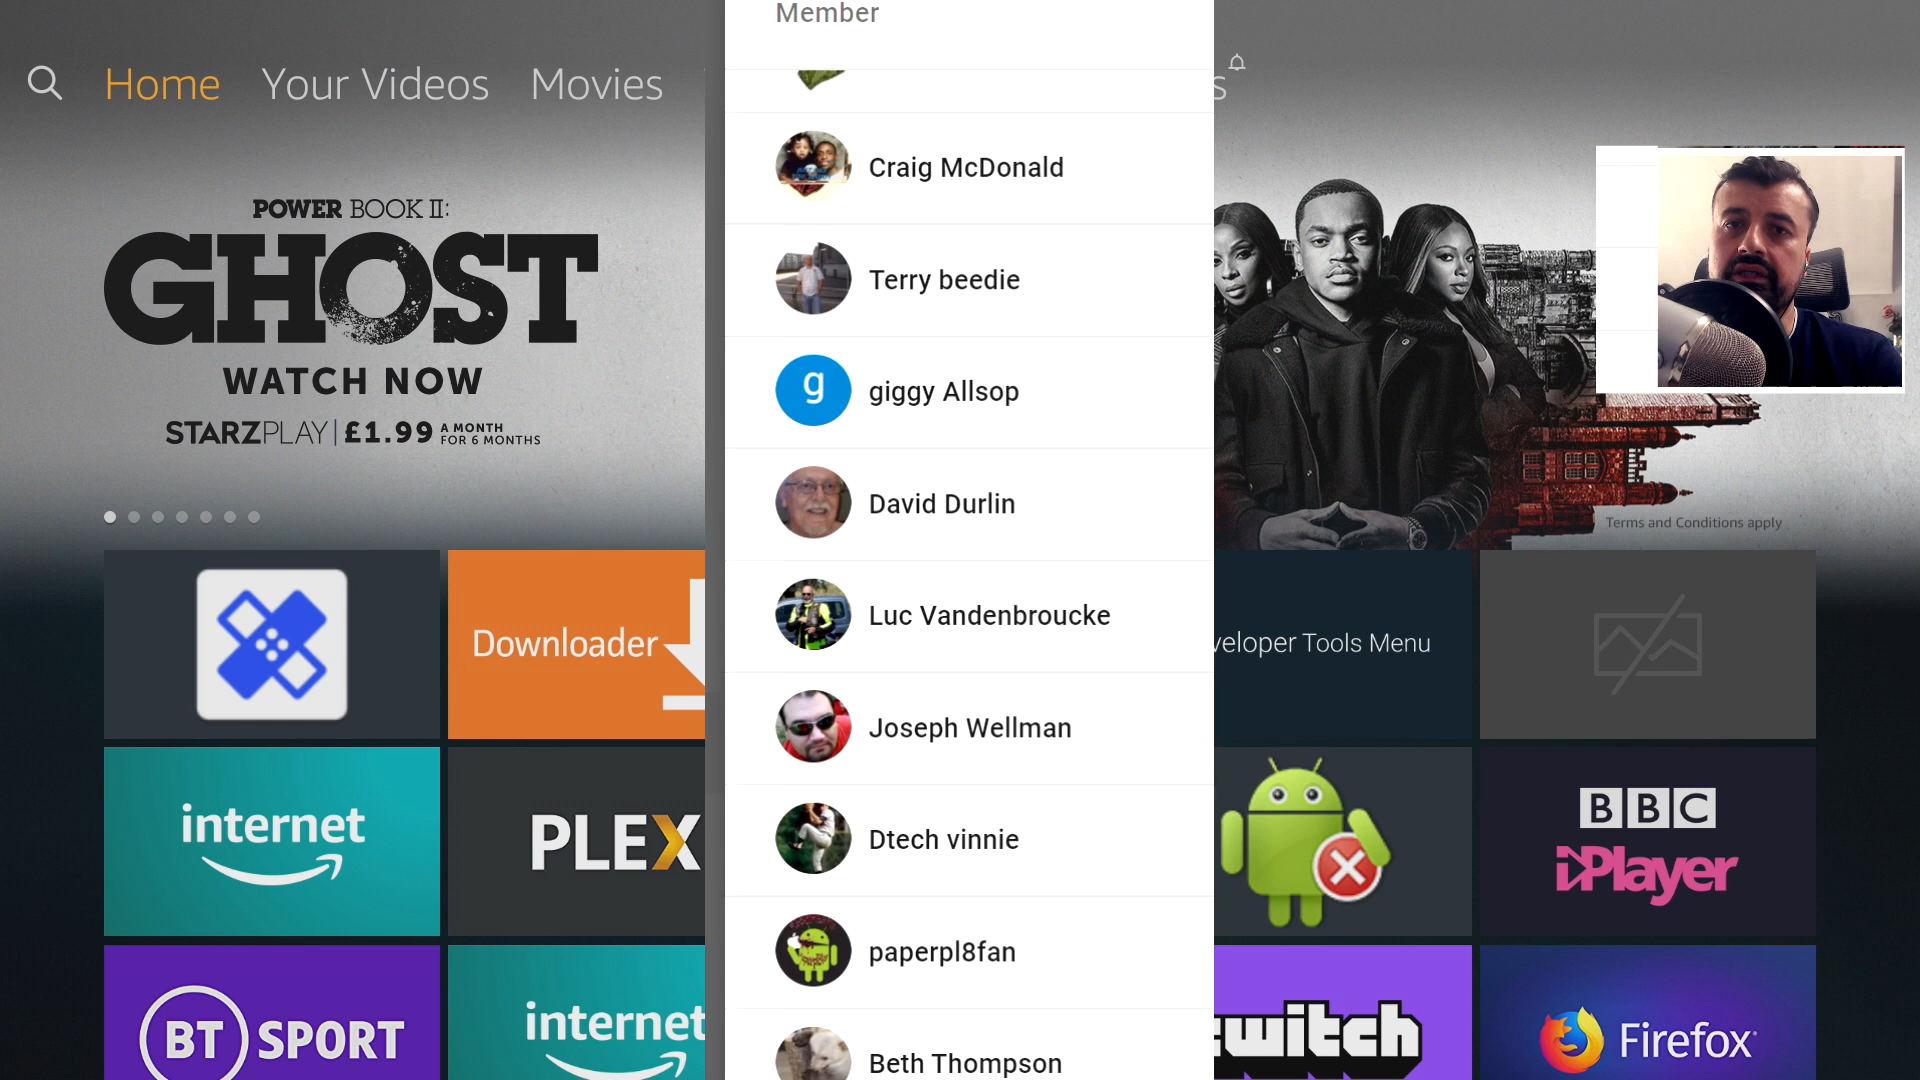 Member
Home Your Videos Movies
s
POWER BOOK II:
GHOST
WATCH NOW
STARZPLAY £1.99 A MONTH
FOR 6 MONTHS
Craig McDonald
Terry beedie
g
giggy Allsop
David Durlin
Luc Vandenbroucke
Joseph Wellman
Dtech vinnie
paperpl8fan
Beth Thompson
Terms and Conditions apply
Downloader
veloper Tools Menu
internet
PLEX
BBC
iPlayer
BT SPORT
internet
twitch
Firefox